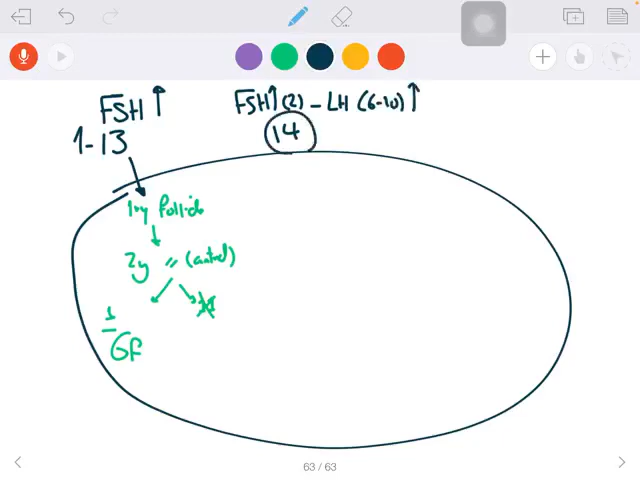 FSH↑ FSH↑(2) - LH (6-10)↑
1-13 14
1ry follicle
2y = (antral)
1
GF
63 / 63